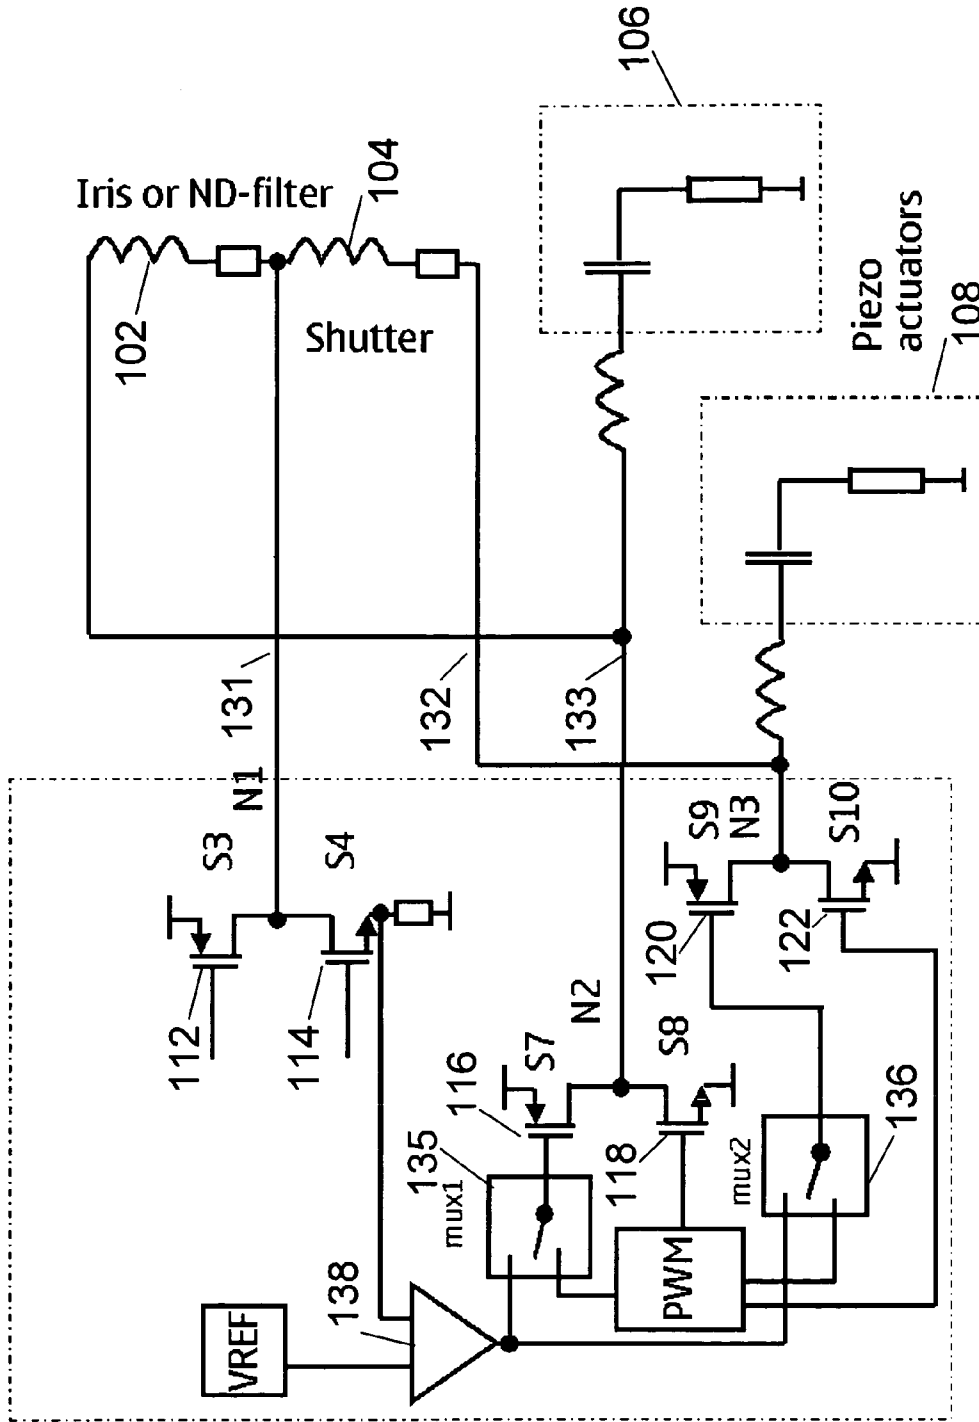 Iris or ND-filter
102
104
Shutter
106
Piezo
actuators
108
131
132
133
N1
S3
S4
112
114
N2
S7
S8
116
118
S9
N3
S10
120
122
135
mux1
mux2
136
PWM
138
VREF